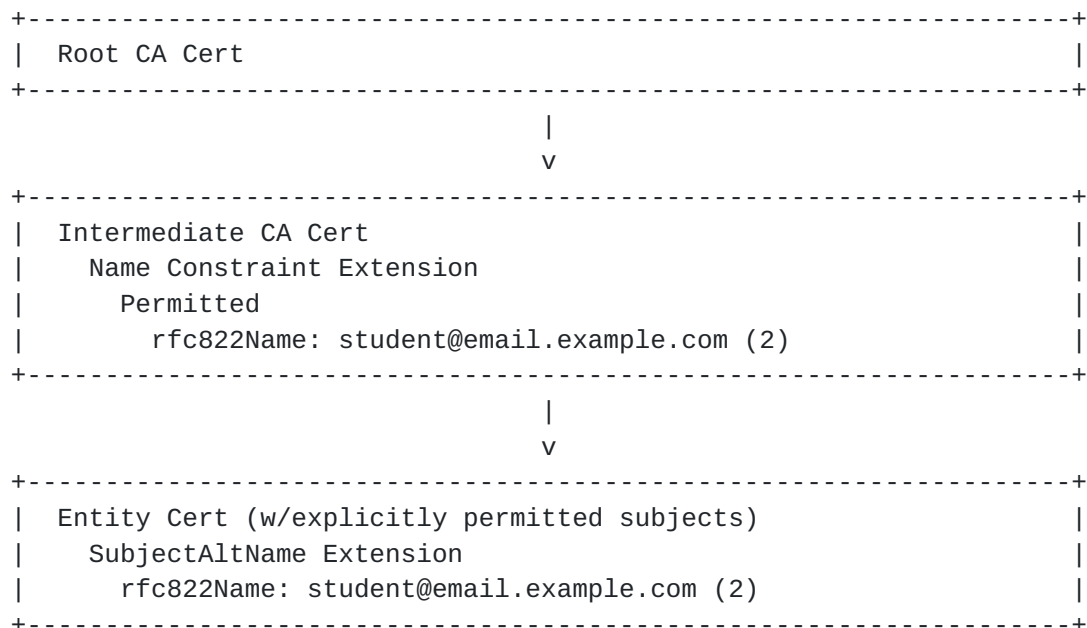 +-------------------------------------------------------------------+
|  Root CA Cert                                                     |
+-------------------------------------------------------------------+
                                  |
                                  v
+-------------------------------------------------------------------+
|  Intermediate CA Cert                                             |
|    Name Constraint Extension                                      |
|      Permitted                                                    |
|        rfc822Name: student@email.example.com (2)                  |
+-------------------------------------------------------------------+
                                  |
                                  v
+-------------------------------------------------------------------+
|  Entity Cert (w/explicitly permitted subjects)                    |
|    SubjectAltName Extension                                       |
|      rfc822Name: student@email.example.com (2)                    |
+-------------------------------------------------------------------+